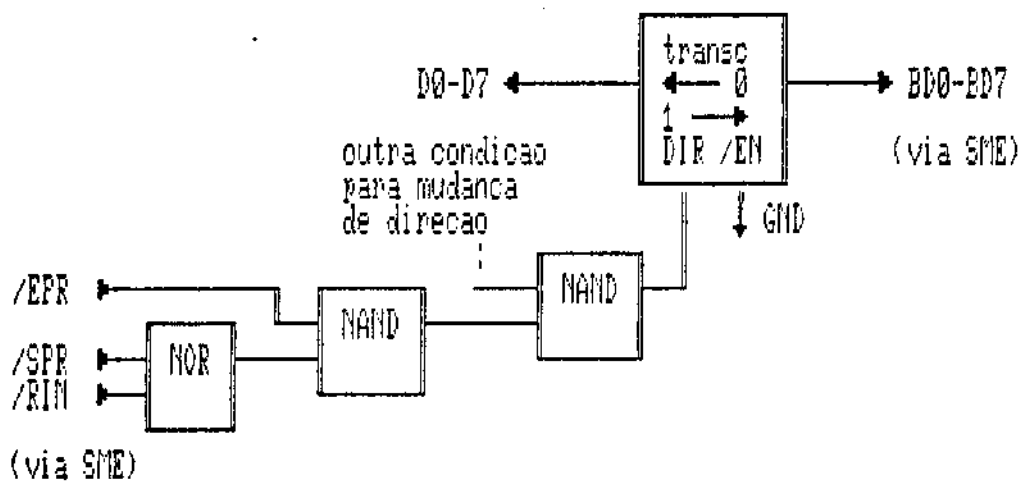 transc
0
D0-D7
BD0-BD7
1
DIR /EN
(via SME)
outra condicao
para mudanca
de direcao
GND
/EPR
NAND
NAND
/SPR
NOR
/RIN
(via SME)